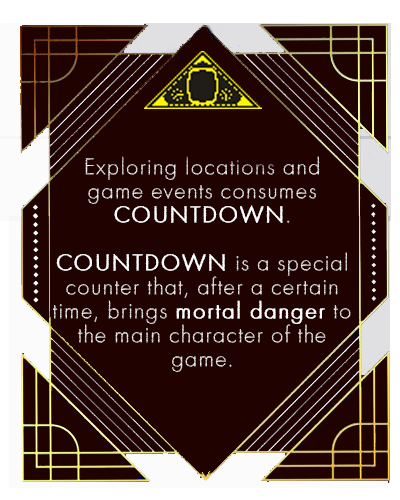 Exploring locations and
game events consumes
COUNTDOWN.
COUNTDOWN is a special
counter that, after a certain
time, brings mortal danger to
the main character of the
game.